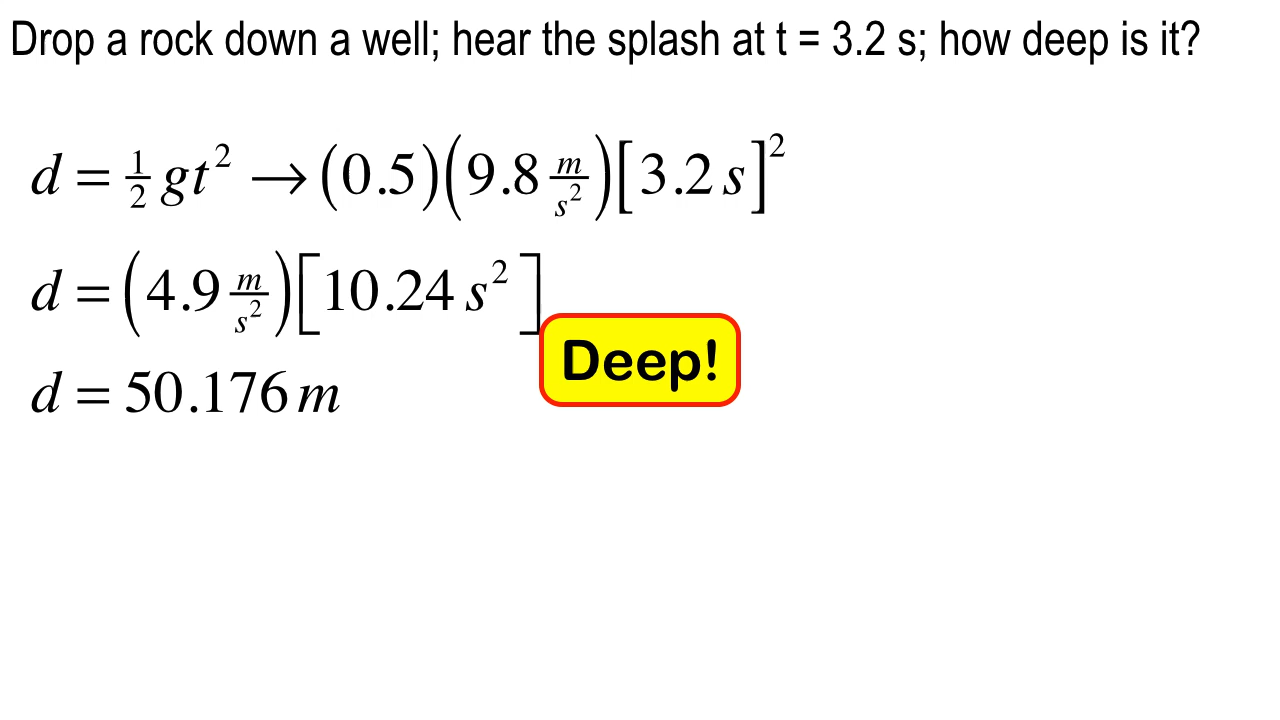 Drop a rock down a well; hear the splash at t = 3.2 s; how deep is it?
d = ½ gt² → (0.5)(9.8 m/s²)[3.2 s]²
d = (4.9 m/s²)[10.24 s²]
Deep!
d = 50.176 m